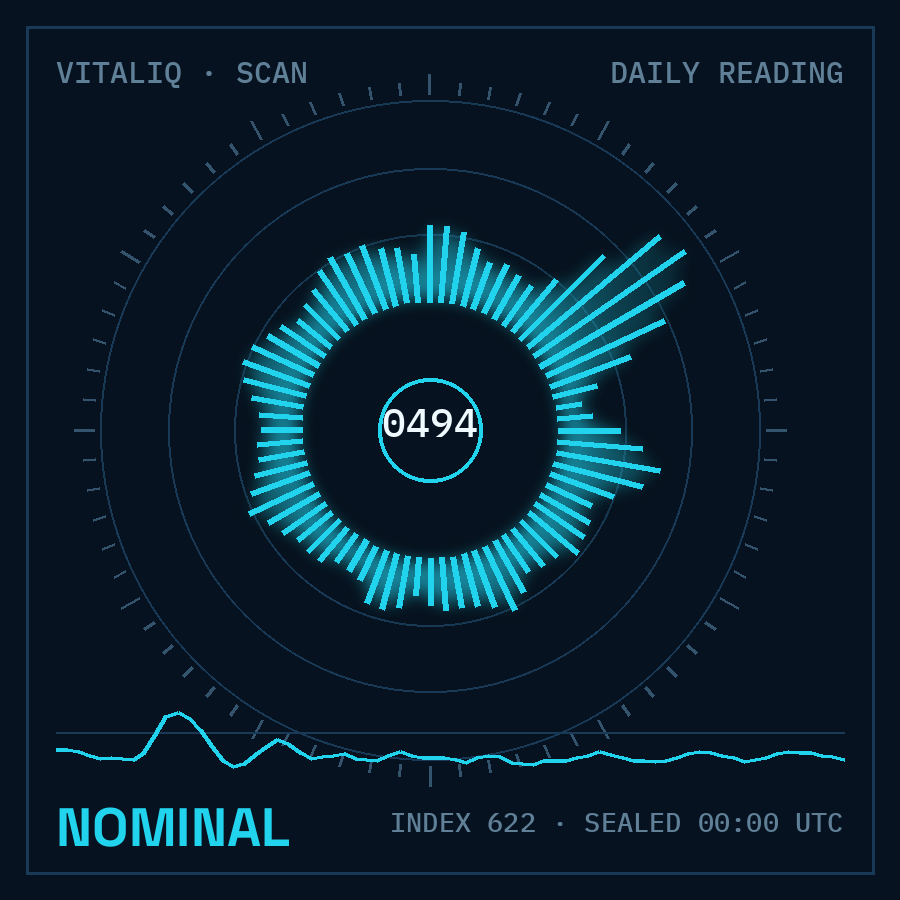 VITALIQ · SCAN
DAILY READING
0494
NOMINAL
INDEX 622 · SEALED 00:00 UTC